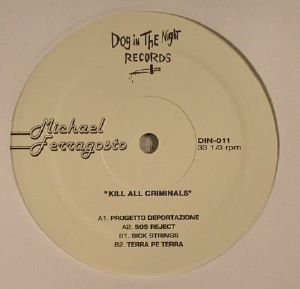 Dog in The Night
RECORDS
Michael
Ferragosto
DIN-011
33 1/3 rpm
"KILL ALL CRIMINALS"
A1. PROGETTO DEPORTAZIONE
A2. 505 REJECT
B1. SICK STRINGS
B2. TERRA PE TERRA